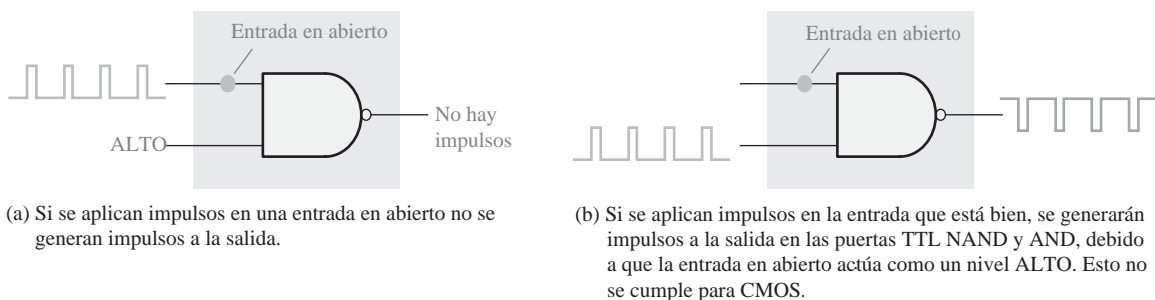 Entrada en abierto
ALTO
No hay
impulsos
(a) Si se aplican impulsos en una entrada en abierto no se
generan impulsos a la salida.
Entrada en abierto
(b) Si se aplican impulsos en la entrada que está bien, se generarán
impulsos a la salida en las puertas TTL NAND y AND, debido
a que la entrada en abierto actúa como un nivel ALTO. Esto no
se cumple para CMOS.